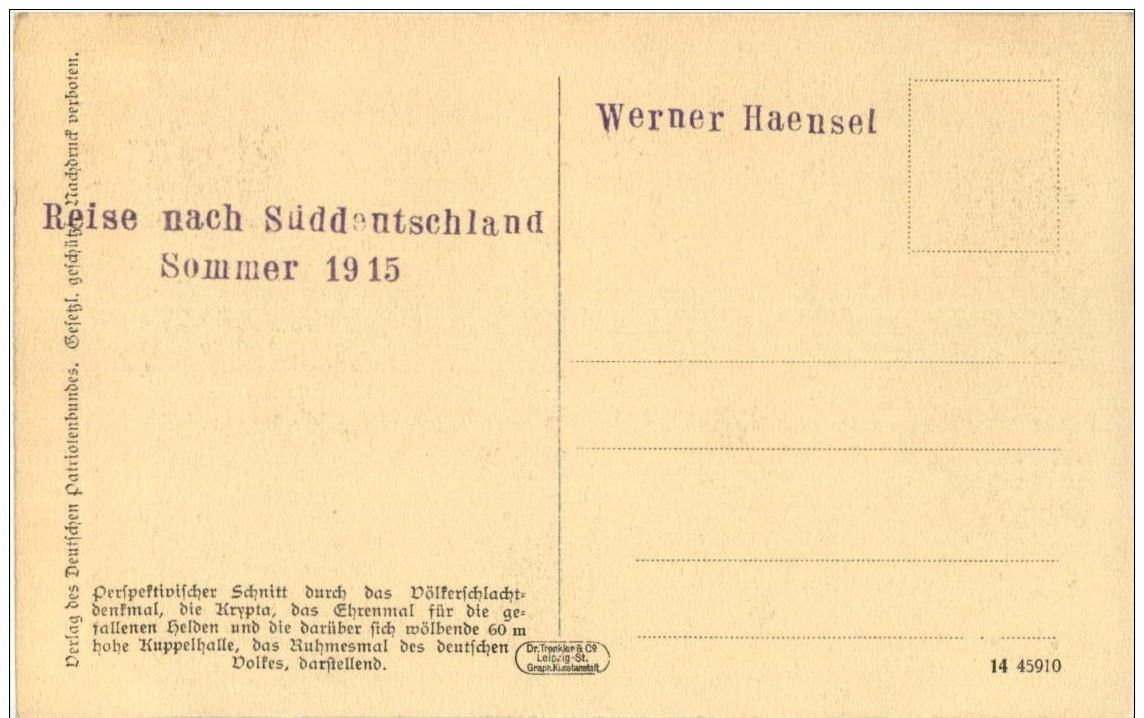 Werner Haensel
Reise nach Süddeutschland
Sommer 1915
Verlag des Deutschen Patriotenbundes. Gesetzl. geschützt. Nachdruck verboten.
Perspektivischer Schnitt durch das Völkerschlacht-
denkmal, die Krypta, das Ehrenmal für die ge-
fallenen Helden und die darüber sich wölbende 60 m
hohe Kuppelhalle, das Ruhmesmal des deutschen
Volkes, darstellend.
Dr. Trenkler & Co
Leipzig-St.
Graph. Kunstanstalt
14 45910